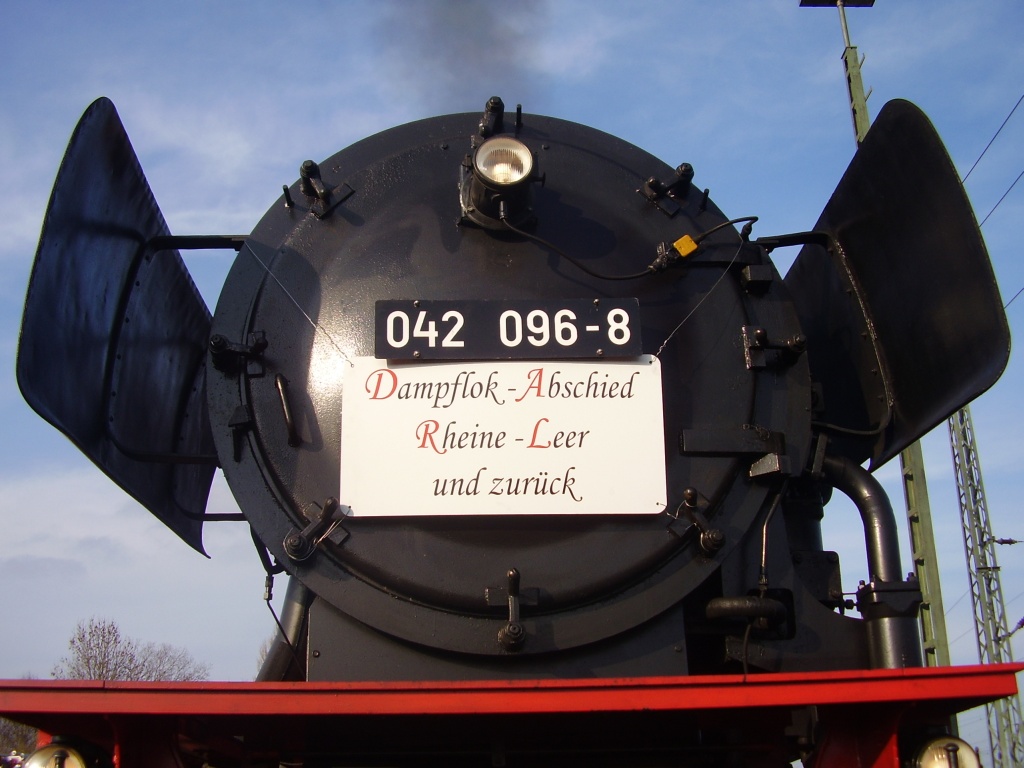 042 096-8
Dampflok-Abschied
Rheine-Leer
und zurück